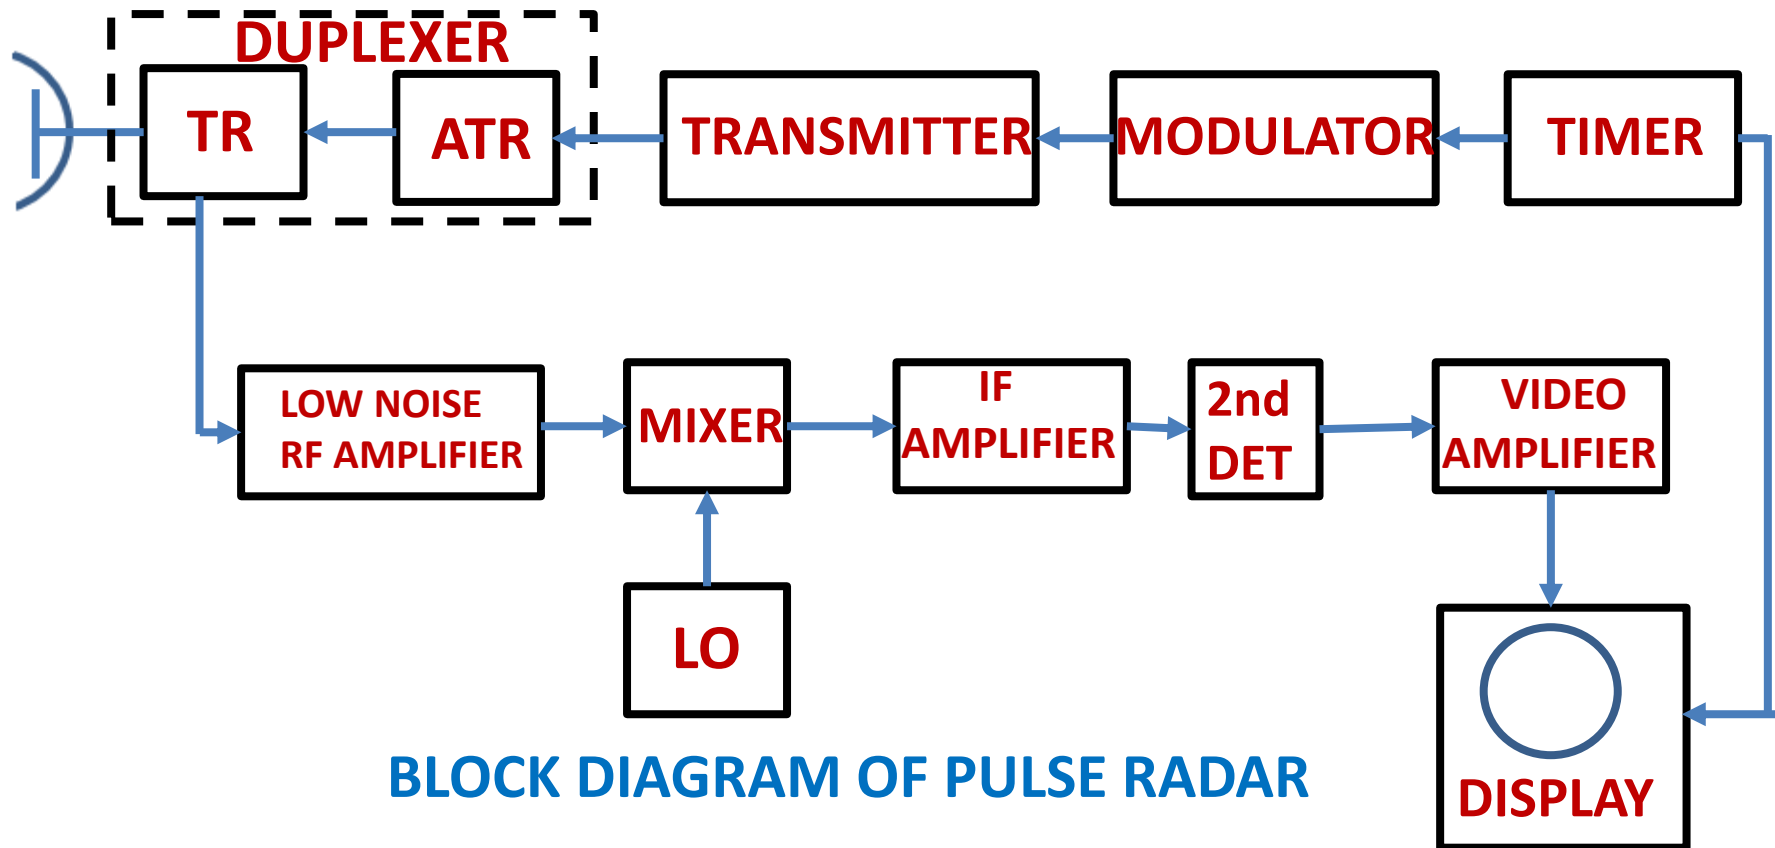 DUPLEXER
TR
ATR
TRANSMITTER
MODULATOR
TIMER
LOW NOISE
RF AMPLIFIER
MIXER
IF
AMPLIFIER
2nd
DET
VIDEO
AMPLIFIER
LO
BLOCK DIAGRAM OF PULSE RADAR
DISPLAY